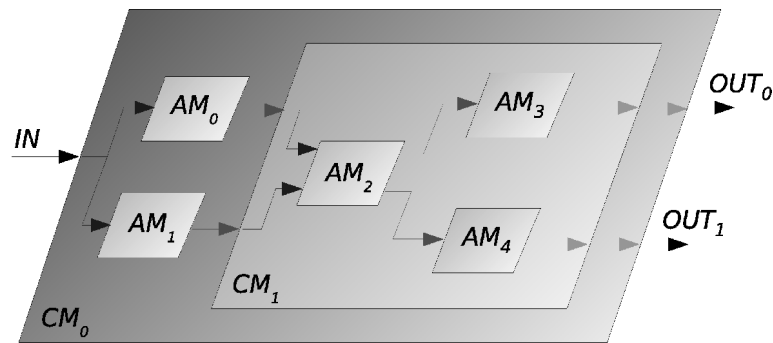 OUT₀
AM₀
AM₃
IN
AM₂
AM₁
OUT₁
AM₄
CM₁
CM₀